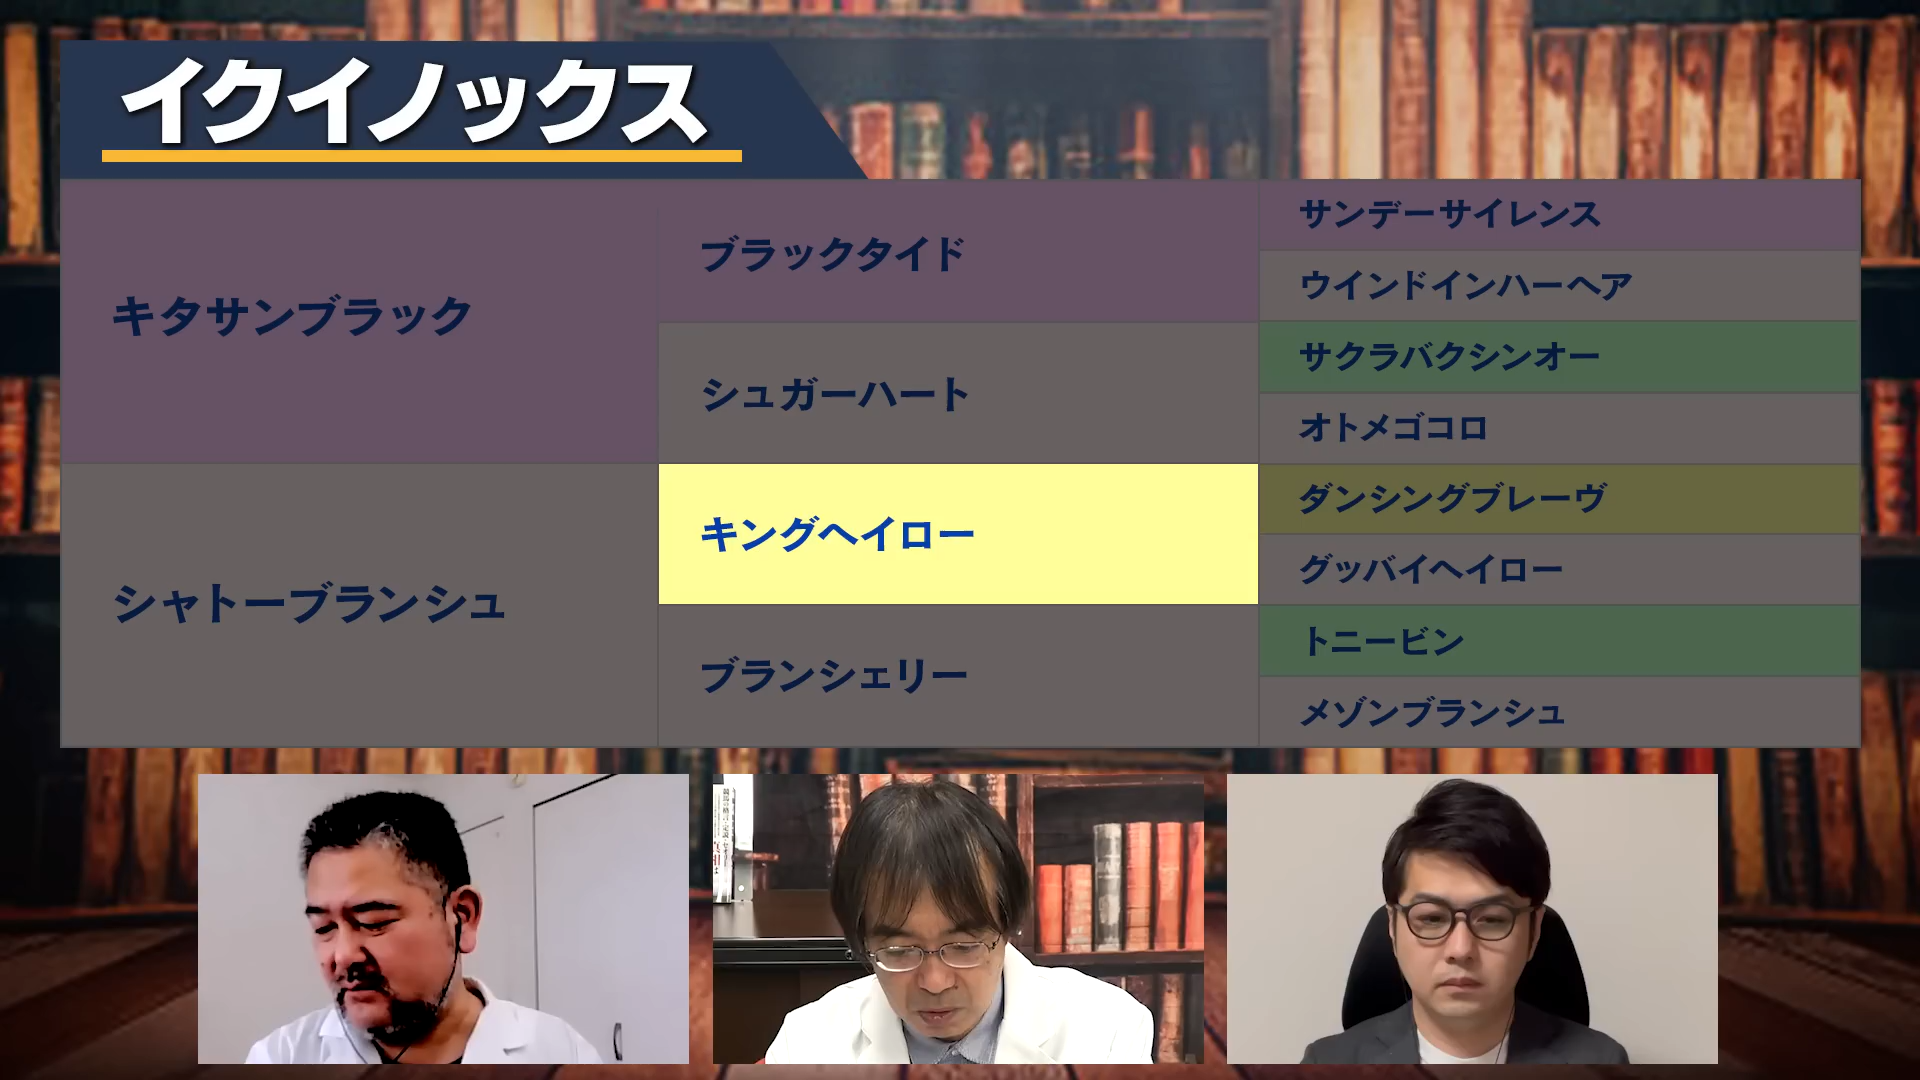 イクイノックス
キタサンブラック
シャトーブランシュ
ブラックタイド
シュガーハート
キングヘイロー
ブランシェリー
サンデーサイレンス
ウインドインハーヘア
サクラバクシンオー
オトメゴコロ
ダンシングブレーヴ
グッバイヘイロー
トニービン
メゾンブランシュ